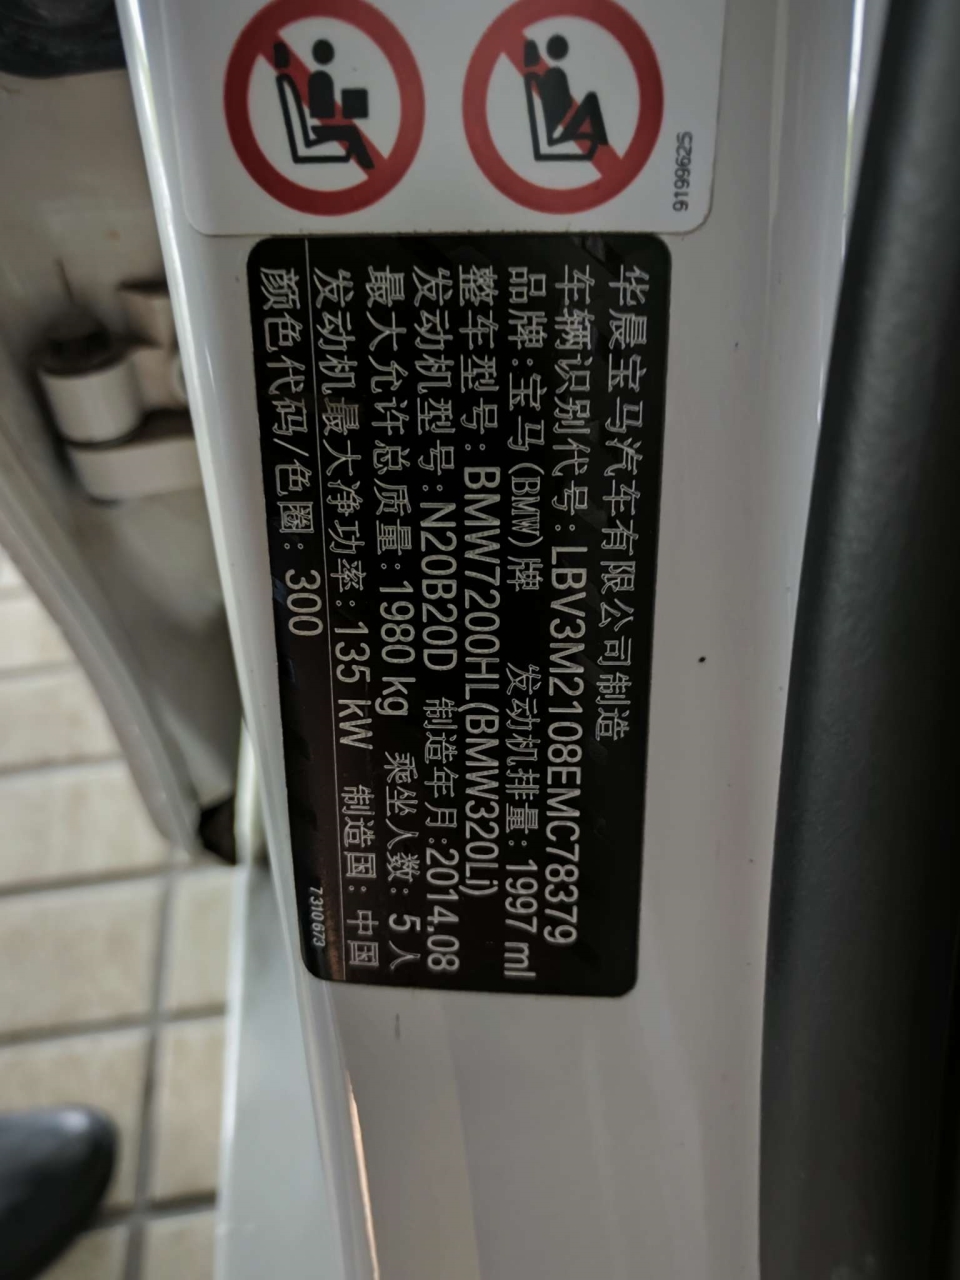 9199625
华晨宝马汽车有限公司制造
车辆识别代号: LBV3M2108EMC78379
品牌: 宝马(BMW)牌 发动机排量: 1997 ml
整车型号: BMW7200HL(BMW320Li)
发动机型号: N20B20D 制造年月:2014.08
最大允许总质量: 1980 kg 乘坐人数: 5 人
发动机最大净功率: 135 kW 制造国: 中国
颜色代码/色圈: 300
7310673